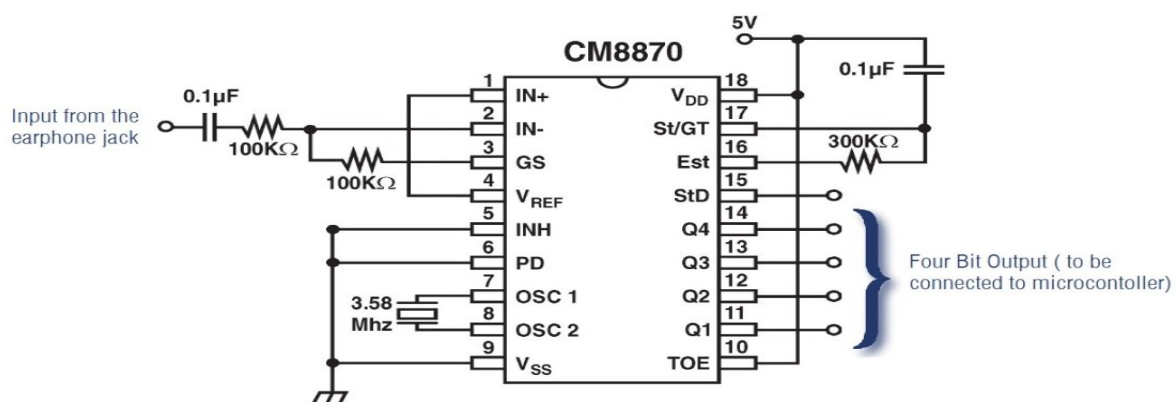 5V
CM8870
0.1µF
0.1µF
Input from the
earphone jack
100KΩ
100KΩ
300KΩ
1 IN+
2 IN-
3 GS
4 VREF
5 INH
6 PD
7 OSC 1
8 OSC 2
9 VSS
3.58
Mhz
18 VDD
17 St/GT
16 Est
15 StD
14 Q4
13 Q3
12 Q2
11 Q1
10 TOE
Four Bit Output ( to be
connected to microcontoller)